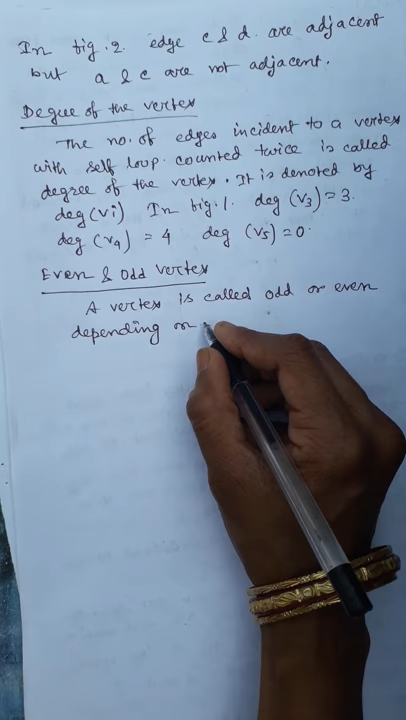 In fig. 2. edge c & d. are adjacent
but a & c are not adjacent.
Degree of the vertex
The no. of edges incident to a vertex
with self loop. counted twice is called
degree of the vertex. It is denoted by
deg(vi) In fig. 1. deg (v3) = 3.
deg (v4) = 4 deg (v5) = 0.
Even & Odd vertex
A vertex is called odd or even
depending on